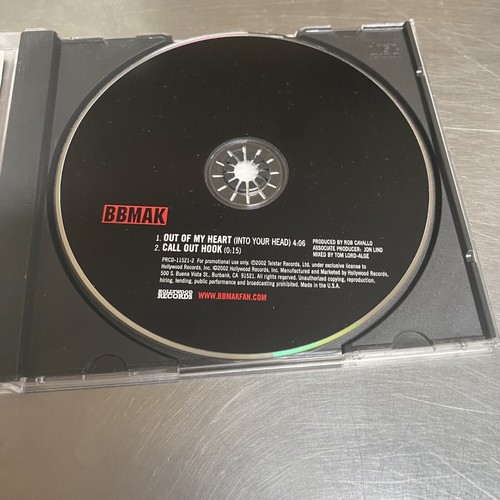 BBMAK
1. OUT OF MY HEART (INTO YOUR HEAD) 4:06
2. CALL OUT HOOK (0:15)
PRODUCED BY ROB CAVALLO
ASSOCIATE PRODUCER: JON LIND
MIXED BY TOM LORD-ALGE
PRCD-11521-2 For promotional use only. ©2002 Telstar Records, Ltd. under exclusive license to
Hollywood Records, Inc. ℗2002 Hollywood Records, Inc. Manufactured and Marketed by Hollywood Records,
500 S. Buena Vista St., Burbank, CA 91521. All rights reserved. Unauthorized copying, reproduction,
hiring, lending, public performance and broadcasting prohibited. Made in the U.S.A.
HOLLYWOOD
RECORDS
WWW.BBMAKFAN.COM